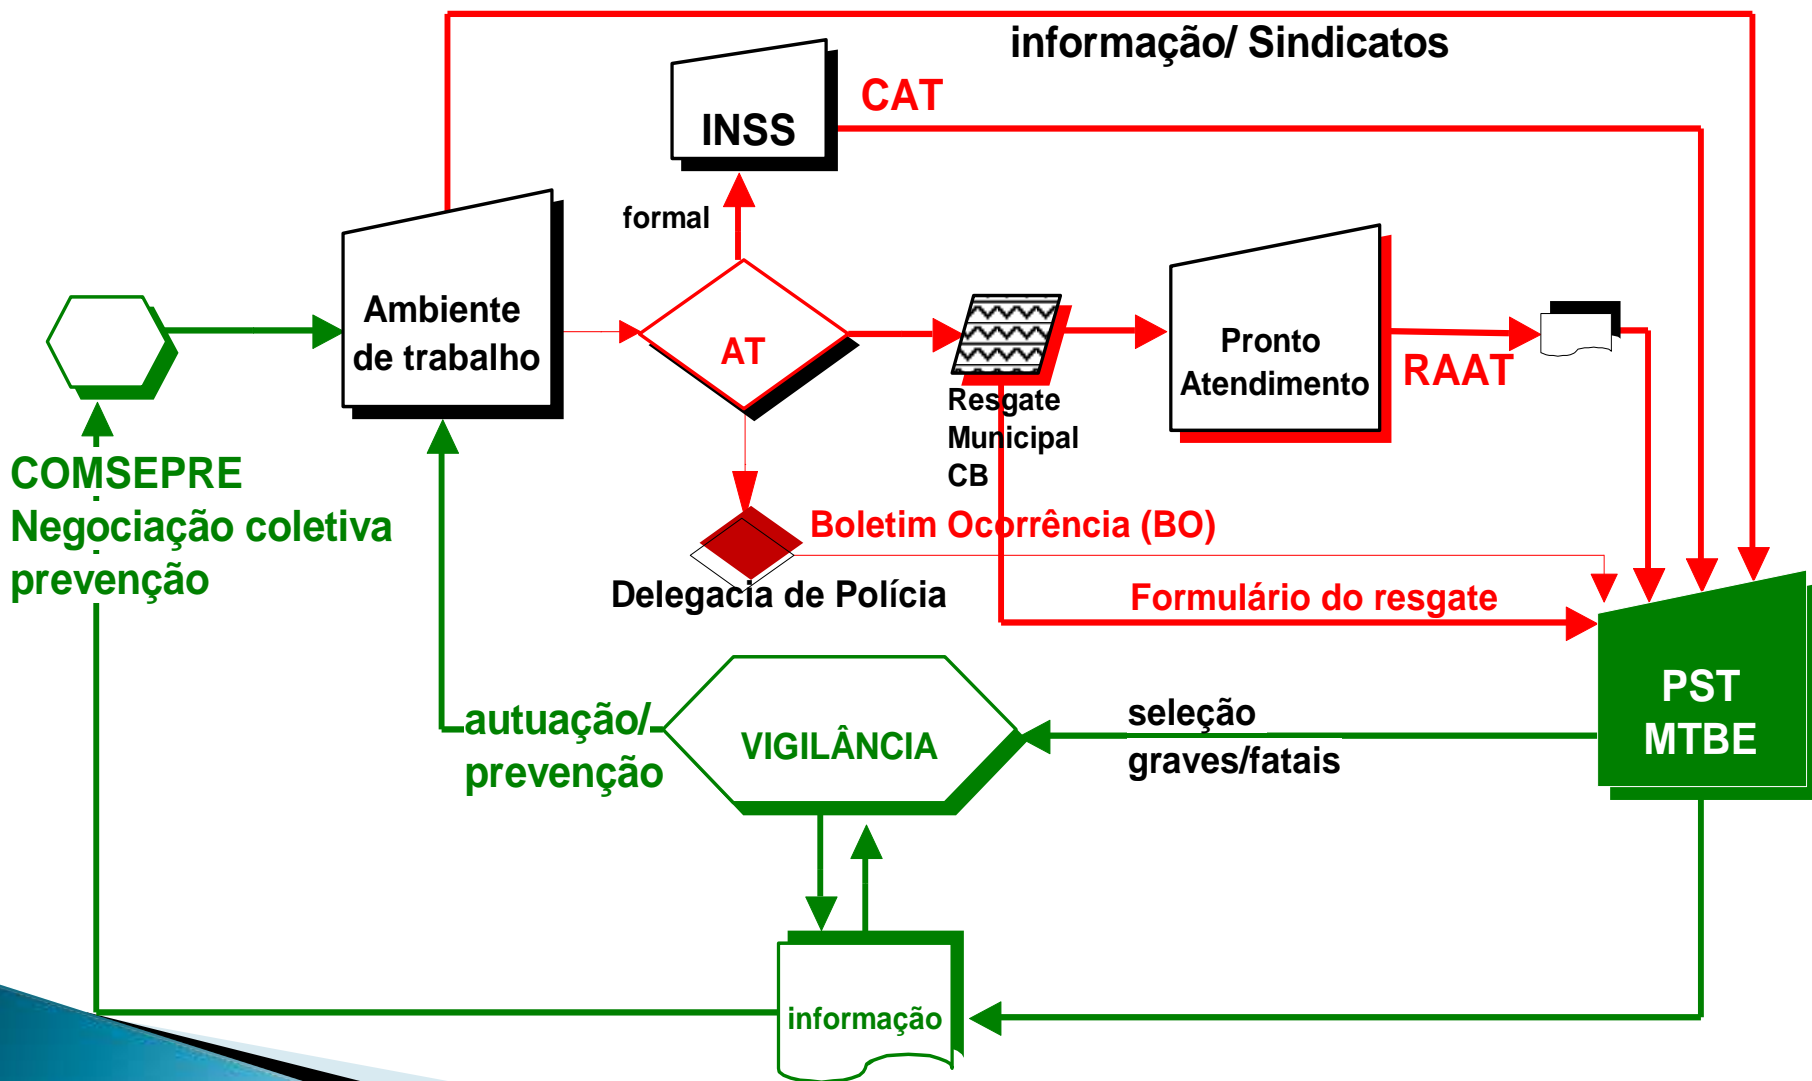 informação/ Sindicatos
CAT
INSS
formal
Ambiente
de trabalho
AT
Resgate
Municipal
CB
Pronto
Atendimento
RAAT
COMSEPRE
Negociação coletiva
prevenção
Boletim Ocorrência (BO)
Delegacia de Polícia
Formulário do resgate
PST
MTBE
seleção
graves/fatais
VIGILÂNCIA
autuação/
prevenção
informação